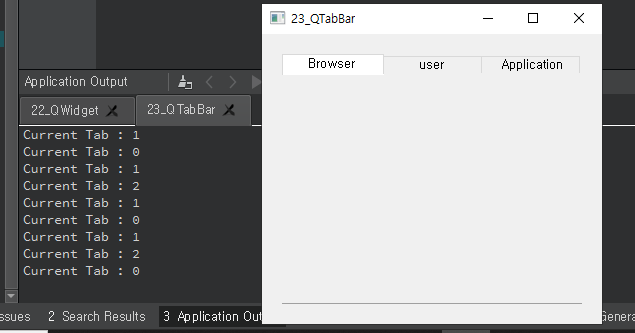 23_QTabBar
Browser user Application
Application Output
22_QWidget 23_QTabBar
Current Tab : 1
Current Tab : 0
Current Tab : 1
Current Tab : 2
Current Tab : 1
Current Tab : 0
Current Tab : 1
Current Tab : 2
Current Tab : 0
ssues 2 Search Results 3 Application Ou Genera